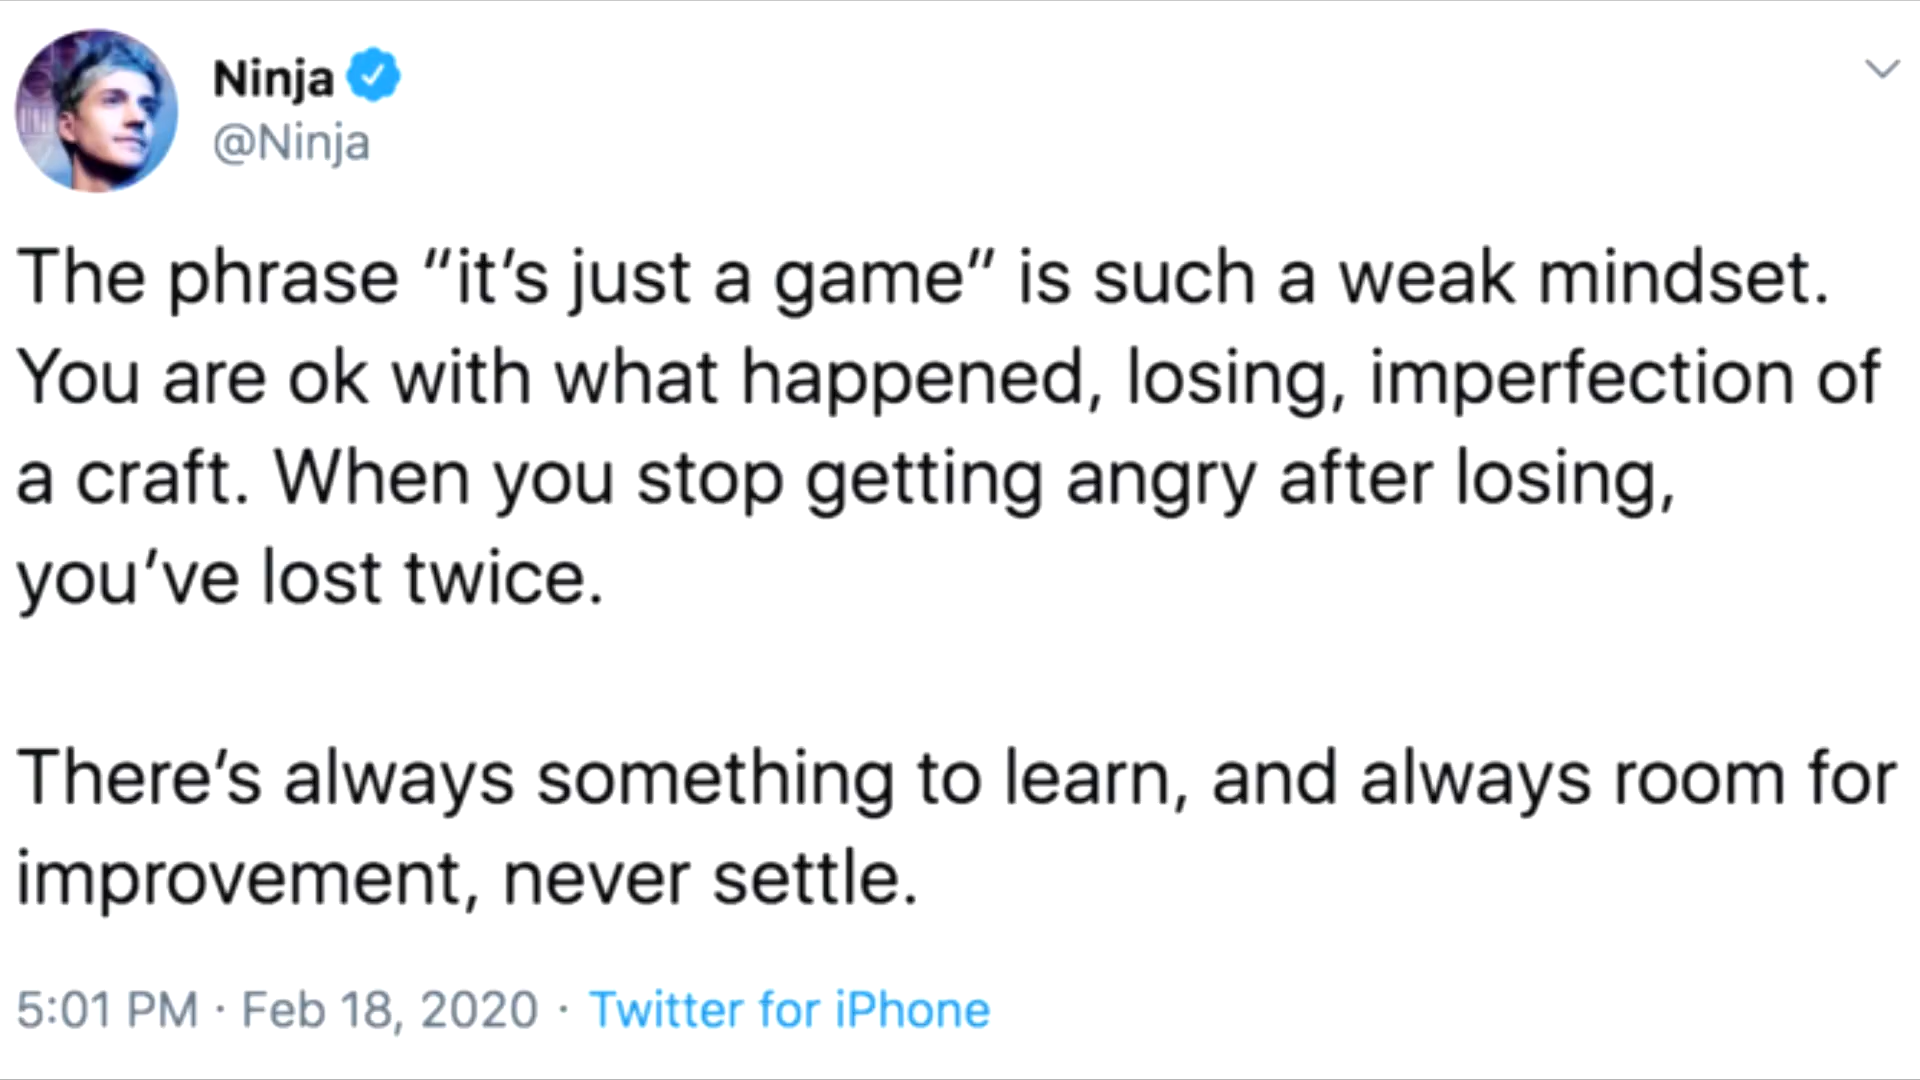 Ninja
@Ninja
The phrase “it’s just a game” is such a weak mindset.
You are ok with what happened, losing, imperfection of
a craft. When you stop getting angry after losing,
you’ve lost twice.
There’s always something to learn, and always room for
improvement, never settle.
5:01 PM · Feb 18, 2020 · Twitter for iPhone